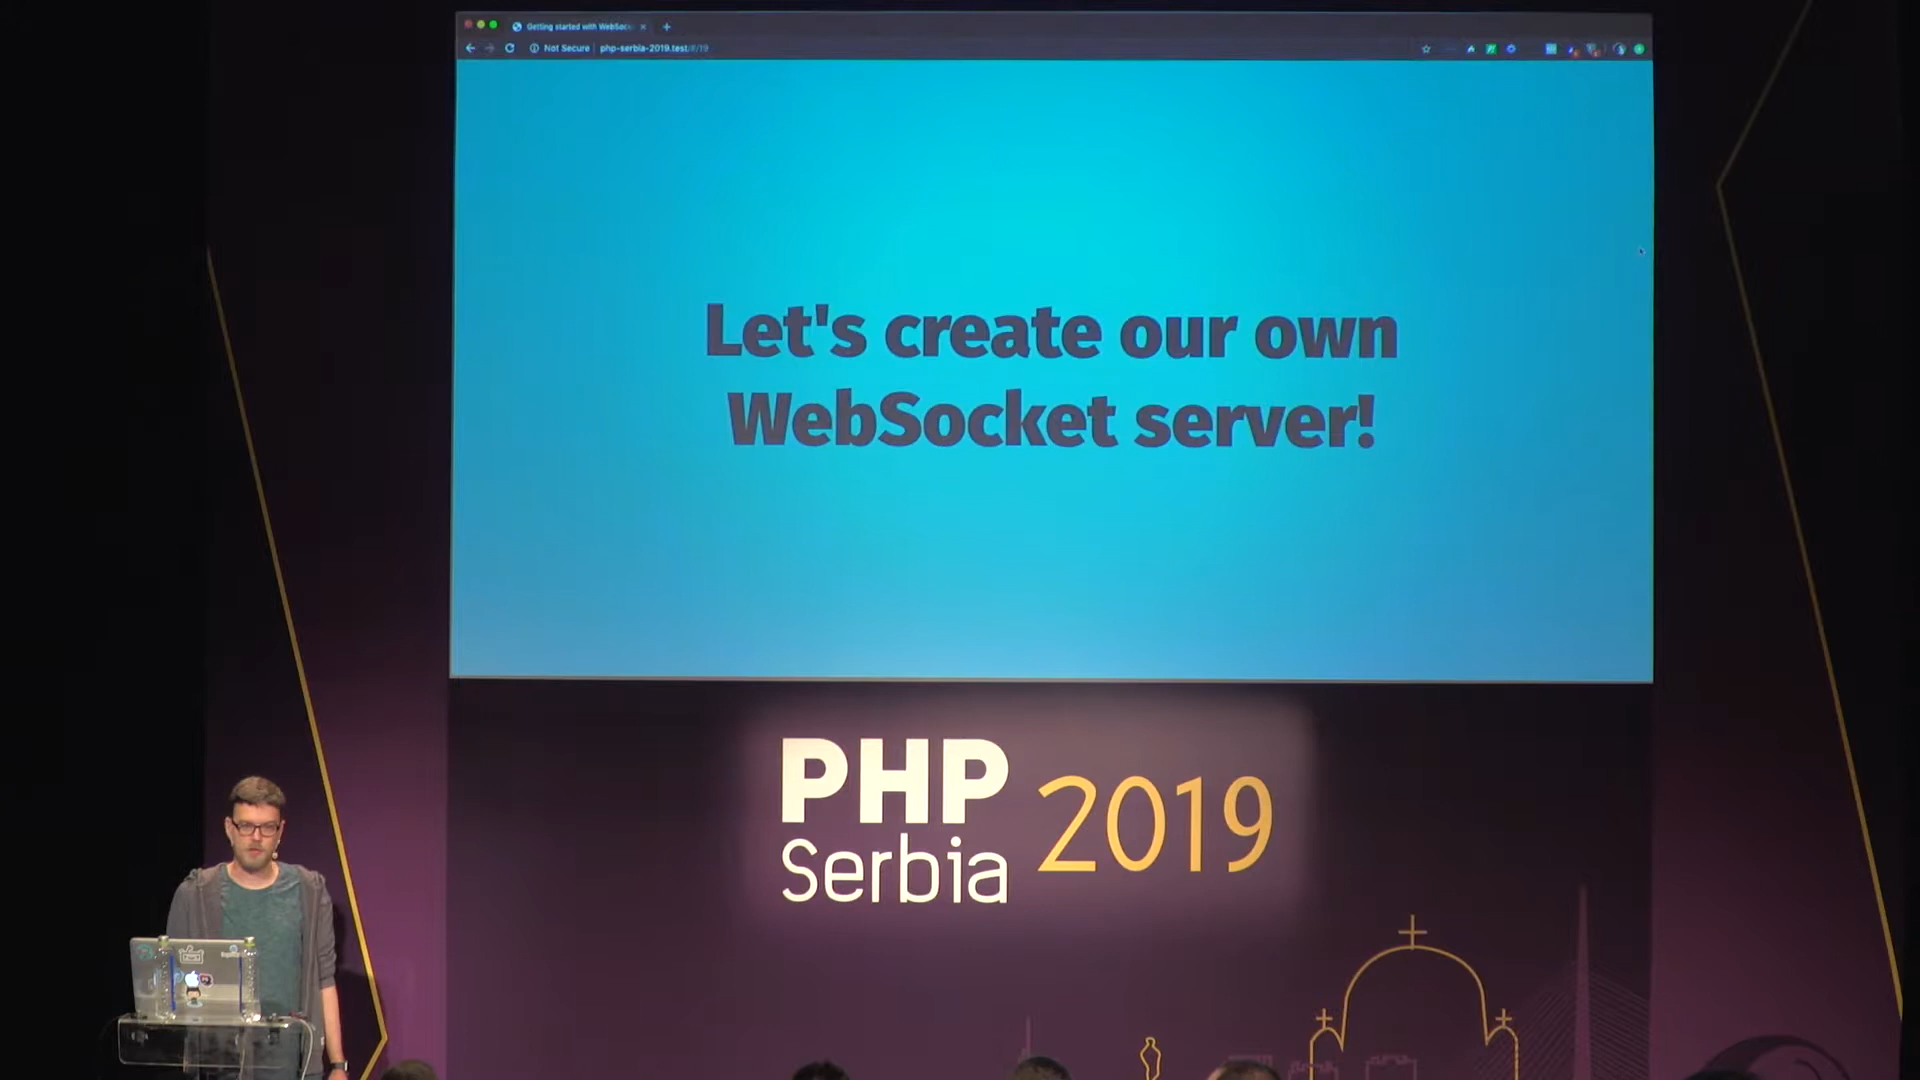 Getting started with WebSoc
Not Secure php-serbia-2019.test/#/19
Let's create our own
WebSocket server!
PHP
Serbia
2019